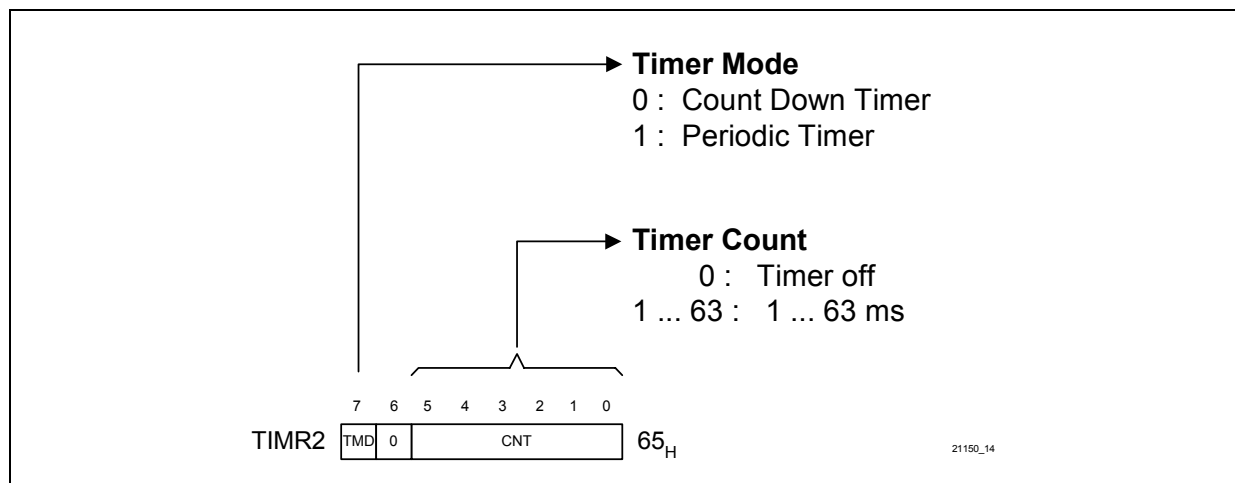 Timer Mode
0 : Count Down Timer
1 : Periodic Timer
Timer Count
0 : Timer off
1 ... 63 : 1 ... 63 ms
7 6 5 4 3 2 1 0
TIMR2 TMD 0 CNT 65H
21150_14